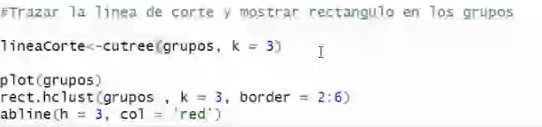 #Trazar la linea de corte y mostrar rectangulo en los grupos
lineaCorte<-cutree(grupos, k = 3)
plot(grupos)
rect.hclust(grupos , k = 3, border = 2:6)
abline(h = 3, col = 'red')